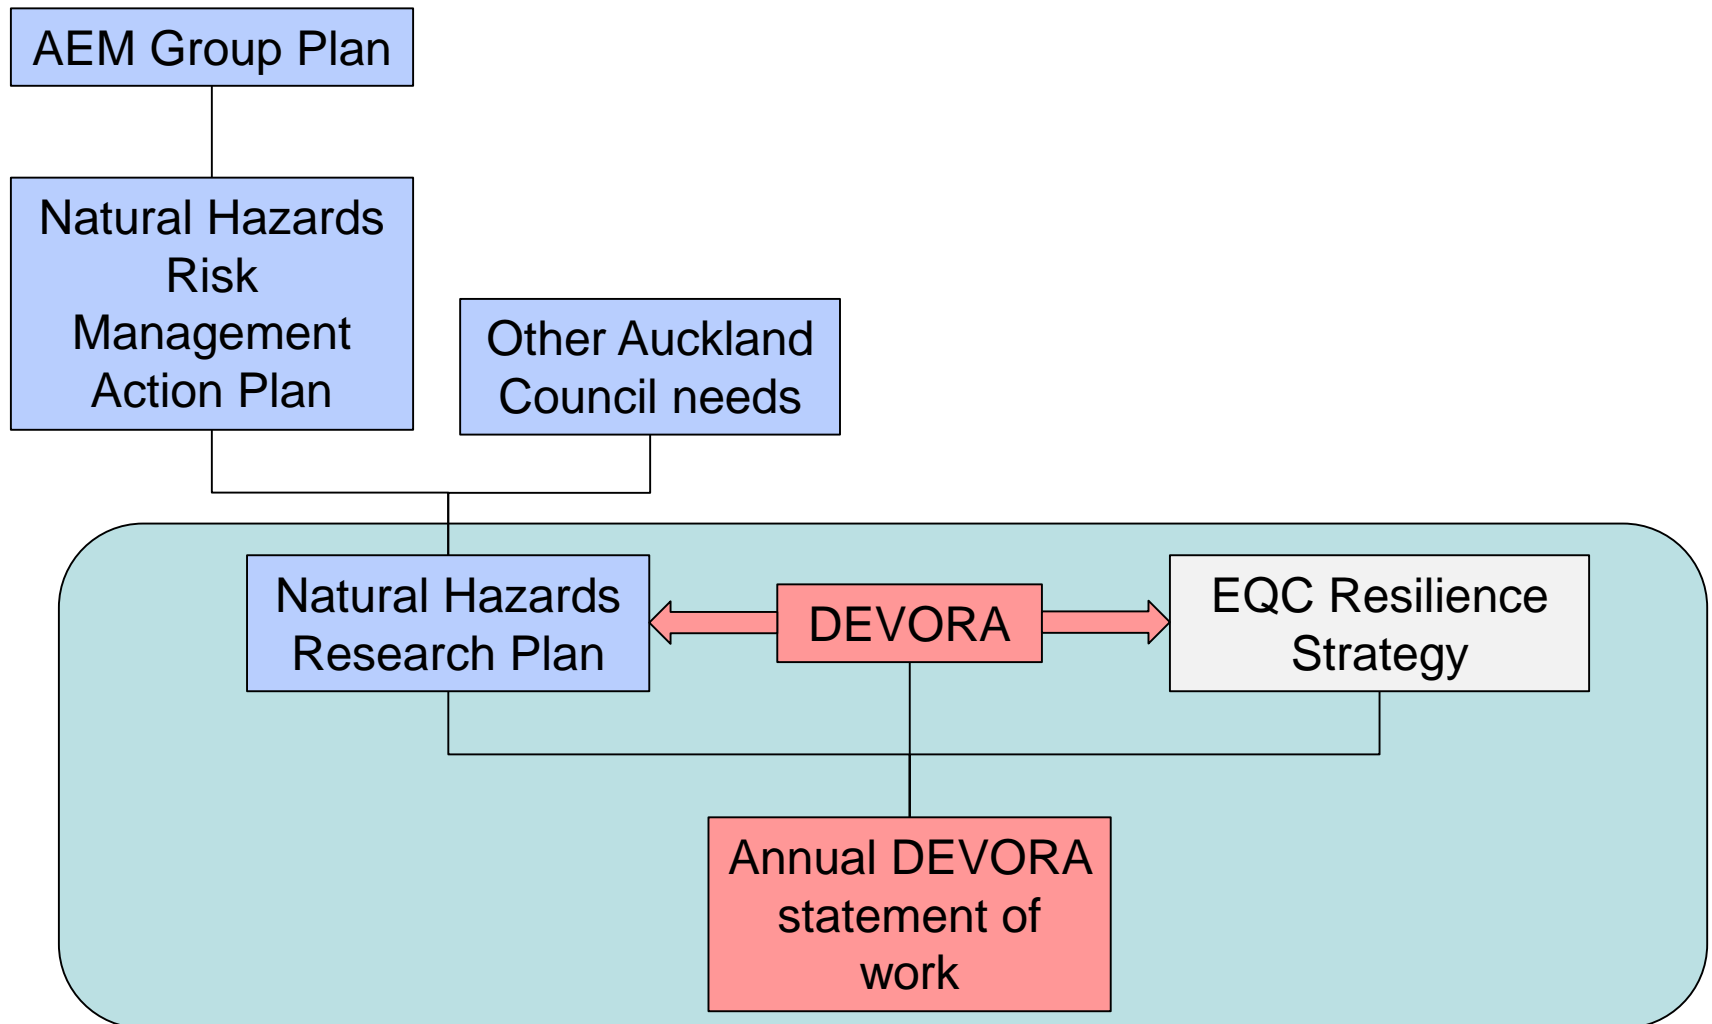 AEM Group Plan
Natural Hazards
Risk
Management
Action Plan
Other Auckland
Council needs
Natural Hazards
Research Plan
DEVORA
EQC Resilience
Strategy
Annual DEVORA
statement of
work